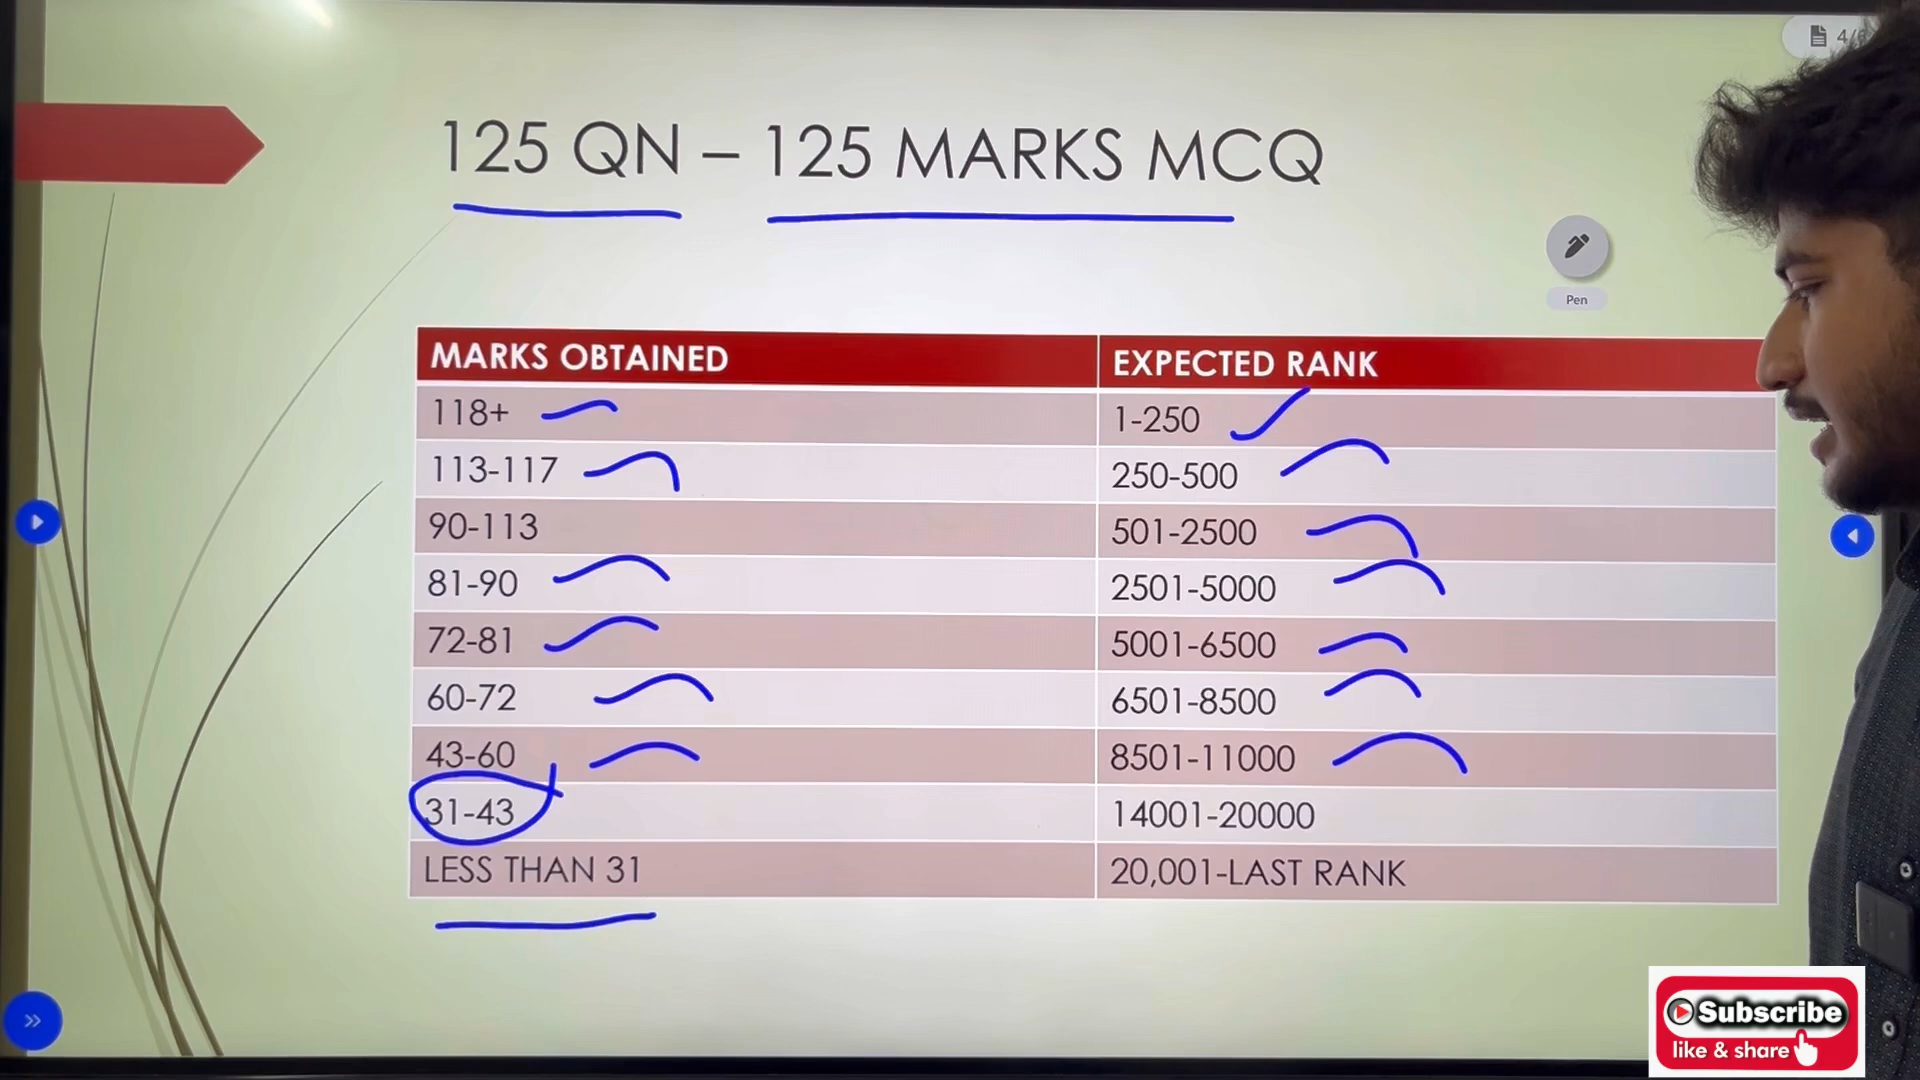 4/6
125 QN – 125 MARKS MCQ
Pen
MARKS OBTAINED EXPECTED RANK
118+ 1-250
113-117 250-500
90-113 501-2500
81-90 2501-5000
72-81 5001-6500
60-72 6501-8500
43-60 8501-11000
31-43 14001-20000
LESS THAN 31 20,001-LAST RANK
Subscribe
like & share